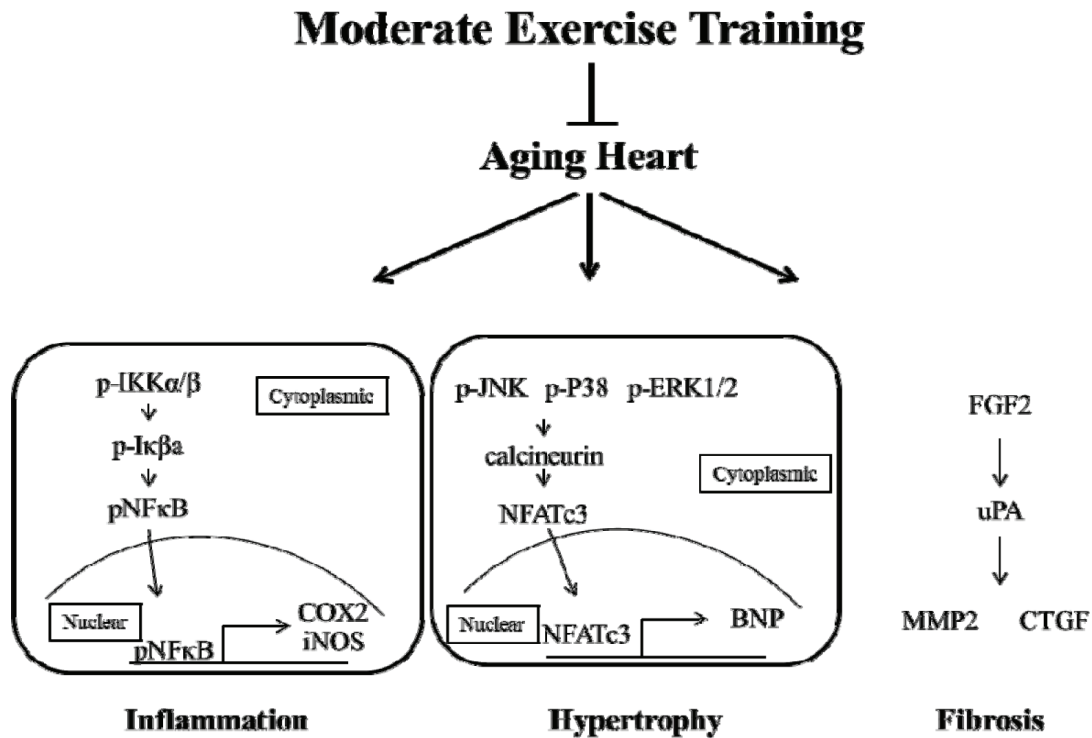 Moderate Exercise Training
Aging Heart
p-IKKα/β
Cytoplasmic
p-Iκβa
pNFκB
Nuclear
pNFκB
COX2
iNOS
Inflammation
p-JNK p-P38 p-ERK1/2
calcineurin
Cytoplasmic
NFATc3
Nuclear
NFATc3
BNP
Hypertrophy
FGF2
uPA
MMP2 CTGF
Fibrosis